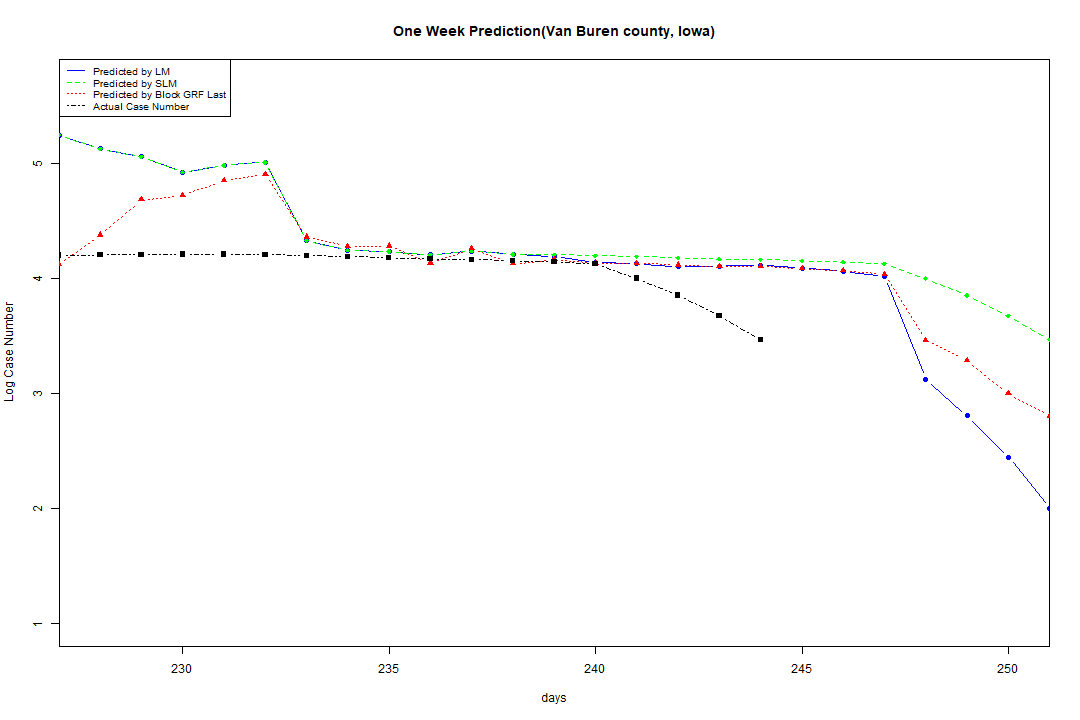 One Week Prediction(Van Buren county, Iowa)
Predicted by LM
Predicted by SLM
Predicted by Block GRF Last
Actual Case Number
5
4
3
2
1
Log Case Number
230 235 240 245 250
days